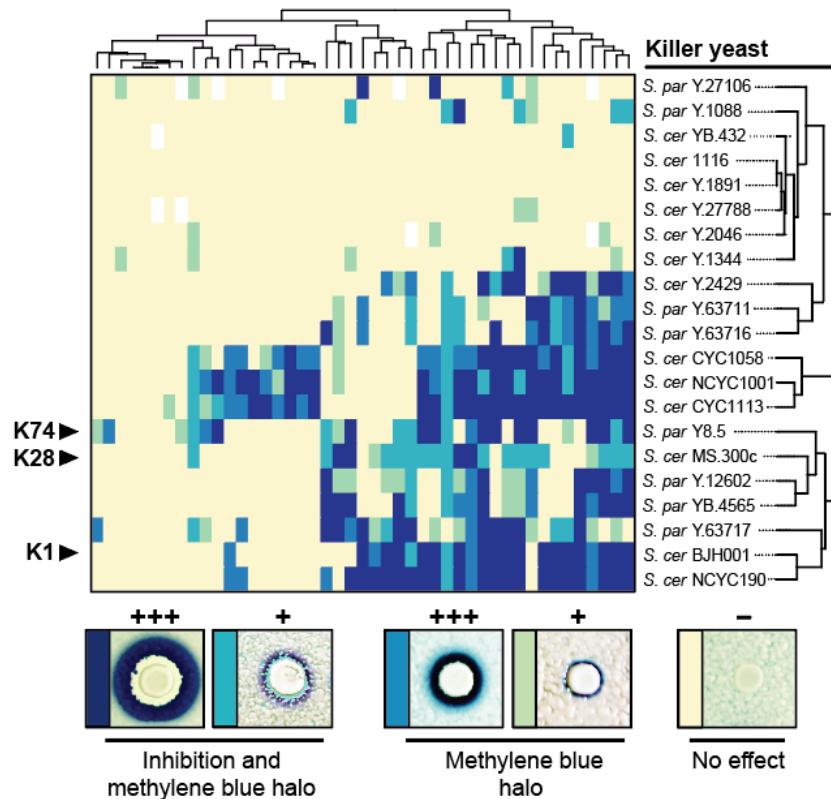 Killer yeast
S. par Y.27106
S. par Y.1088
S. cer YB.432
S. cer 1116
S. cer Y.1891
S. cer Y.27788
S. cer Y.2046
S. cer Y.1344
S. cer Y.2429
S. par Y.63711
S. par Y.63716
S. cer CYC1058
S. cer NCYC1001
S. cer CYC1113
K74 S. par Y8.5
K28 S. cer MS.300c
S. par Y.12602
S. par YB.4565
S. par Y.63717
K1 S. cer BJH001
S. cer NCYC190
+++ + +++ + –
Inhibition and methylene blue halo
Methylene blue halo
No effect